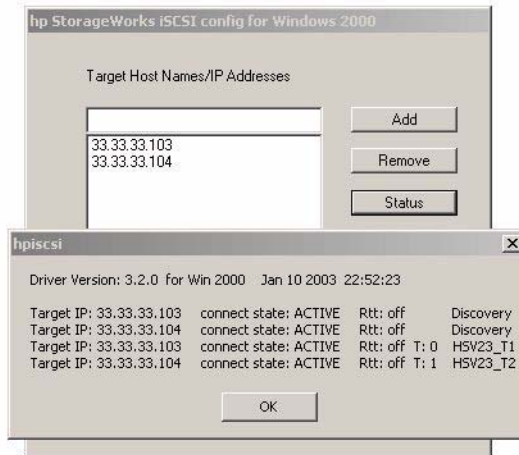 hp StorageWorks iSCSI config for Windows 2000
Target Host Names/IP Addresses
Add
33.33.33.103
33.33.33.104
Remove
Status
hpiscsi
Driver Version: 3.2.0 for Win 2000 Jan 10 2003 22:52:23
Target IP: 33.33.33.103 connect state: ACTIVE Rtt: off Discovery
Target IP: 33.33.33.104 connect state: ACTIVE Rtt: off Discovery
Target IP: 33.33.33.103 connect state: ACTIVE Rtt: off T: 0 HSV23_T1
Target IP: 33.33.33.104 connect state: ACTIVE Rtt: off T: 1 HSV23_T2
OK